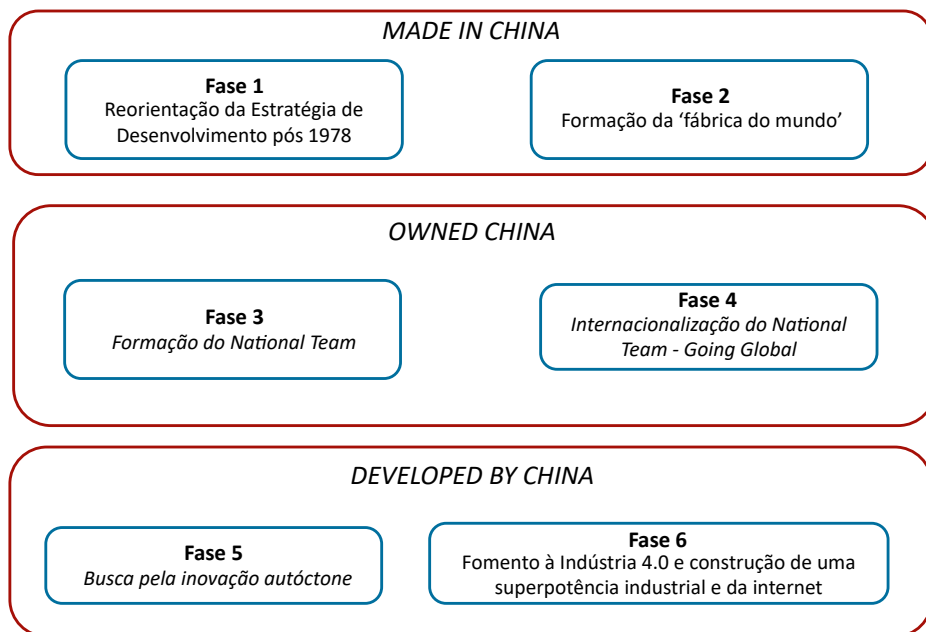 MADE IN CHINA
Fase 1
Reorientação da Estratégia de
Desenvolvimento pós 1978
Fase 2
Formação da ‘fábrica do mundo’
OWNED CHINA
Fase 3
Formação do National Team
Fase 4
Internacionalização do National
Team - Going Global
DEVELOPED BY CHINA
Fase 5
Busca pela inovação autóctone
Fase 6
Fomento à Indústria 4.0 e construção de uma
superpotência industrial e da internet